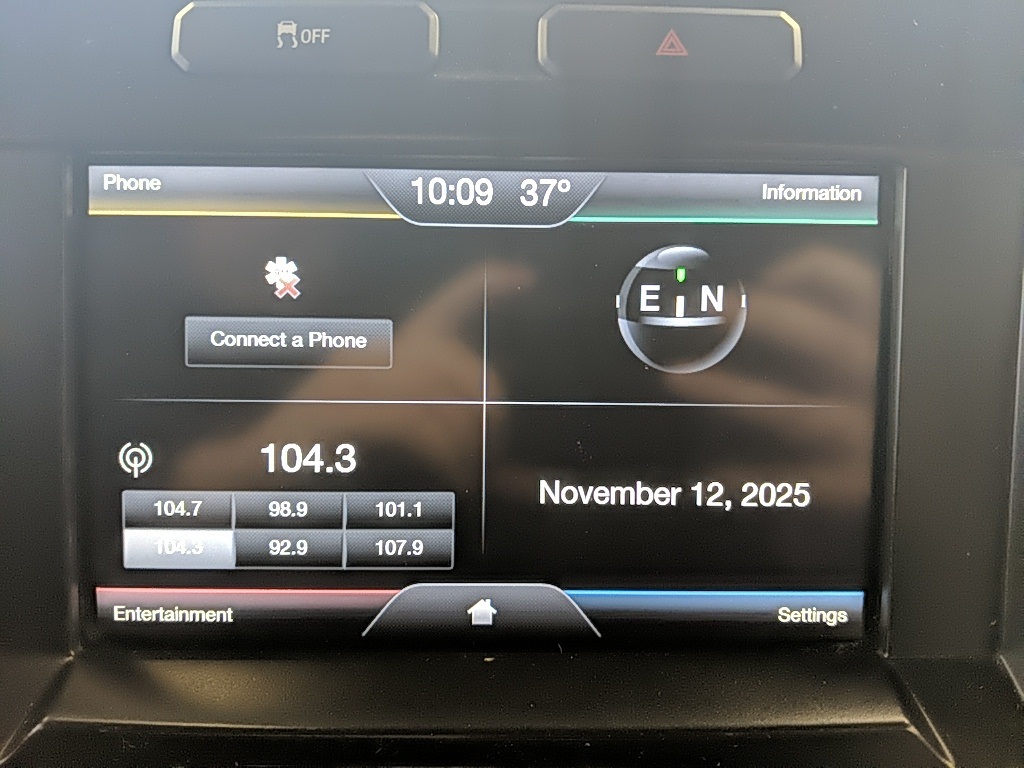 OFF
Phone
10:09 37°
Information
E N
Connect a Phone
104.3
104.7 98.9 101.1
104.3 92.9 107.9
November 12, 2025
Entertainment
Settings